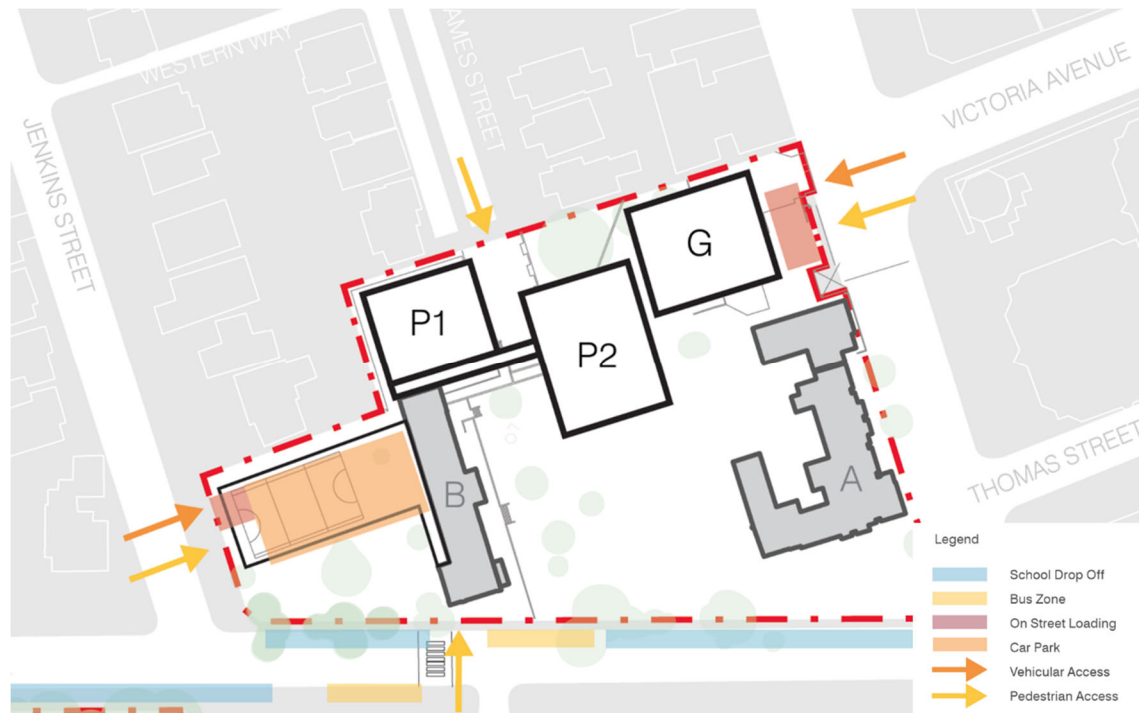 WESTERN WAY
AMES STREET
VICTORIA AVENUE
JENKINS STREET
G
P1
P2
B
A
THOMAS STREET
Legend
School Drop Off
Bus Zone
On Street Loading
Car Park
Vehicular Access
Pedestrian Access